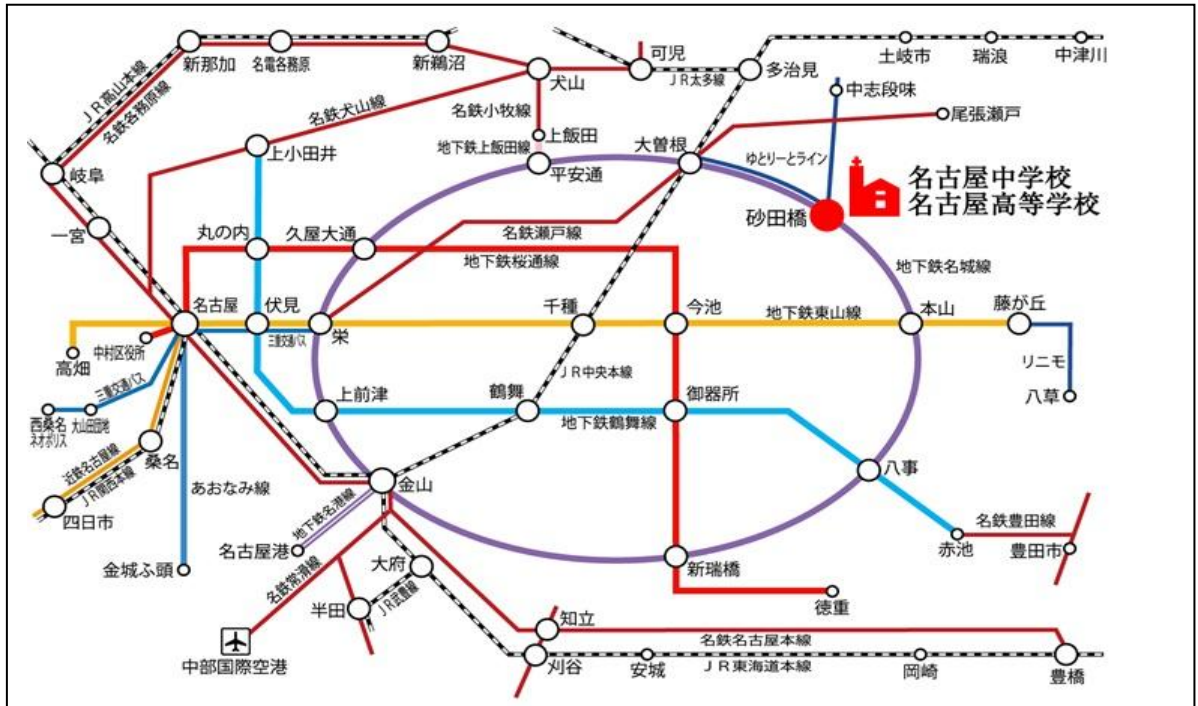 新那加
名電各務原
新鵜沼
犬山
可児
JR太多線
多治見
土岐市
瑞浪
中津川
JR高山本線
名鉄各務原線
名鉄犬山線
名鉄小牧線
上飯田
地下鉄上飯田線
平安通
大曽根
中志段味
尾張瀬戸
ゆとりーとライン
名古屋中学校
名古屋高等学校
砂田橋
岐阜
上小田井
一宮
丸の内
久屋大通
名鉄瀬戸線
地下鉄桜通線
地下鉄名城線
名古屋
伏見
栄
千種
今池
地下鉄東山線
本山
藤が丘
三重交通バス
中村区役所
高畑
三重交通バス
リニモ
八草
JR中央本線
西桑名
ネオポリス
大山田団地
上前津
鶴舞
地下鉄鶴舞線
御器所
桑名
近鉄名古屋線
JR関西本線
四日市
あおなみ線
金山
八事
地下鉄名港線
名古屋港
赤池
名鉄豊田線
豊田市
金城ふ頭
大府
新瑞橋
名鉄常滑線
半田
JR武豊線
徳重
知立
名鉄名古屋本線
中部国際空港
刈谷
安城
JR東海道本線
岡崎
豊橋